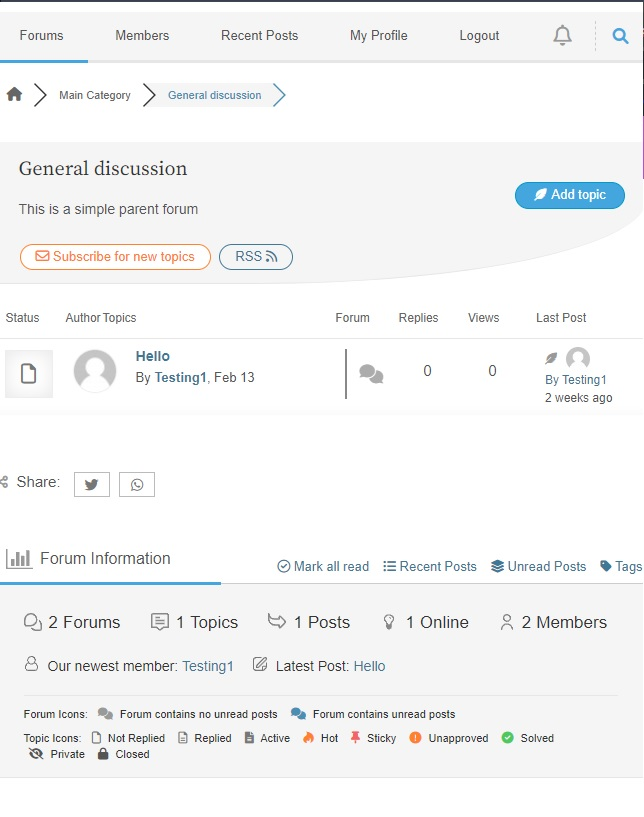 Forums Members Recent Posts My Profile Logout
Main Category General discussion
General discussion
Add topic
This is a simple parent forum
Subscribe for new topics RSS
Status Author Topics Forum Replies Views Last Post
Hello
By Testing1, Feb 13 0 0
By Testing1
2 weeks ago
Share:
Forum Information Mark all read Recent Posts Unread Posts Tags
2 Forums 1 Topics 1 Posts 1 Online 2 Members
Our newest member: Testing1 Latest Post: Hello
Forum Icons: Forum contains no unread posts Forum contains unread posts
Topic Icons: Not Replied Replied Active Hot Sticky Unapproved Solved
Private Closed